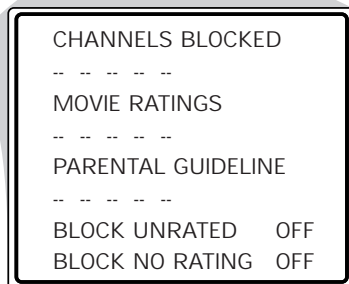 CHANNELS BLOCKED
-- -- -- -- --
MOVIE RATINGS
-- -- -- -- --
PARENTAL GUIDELINE
-- -- -- -- --
BLOCK UNRATED OFF
BLOCK NO RATING OFF